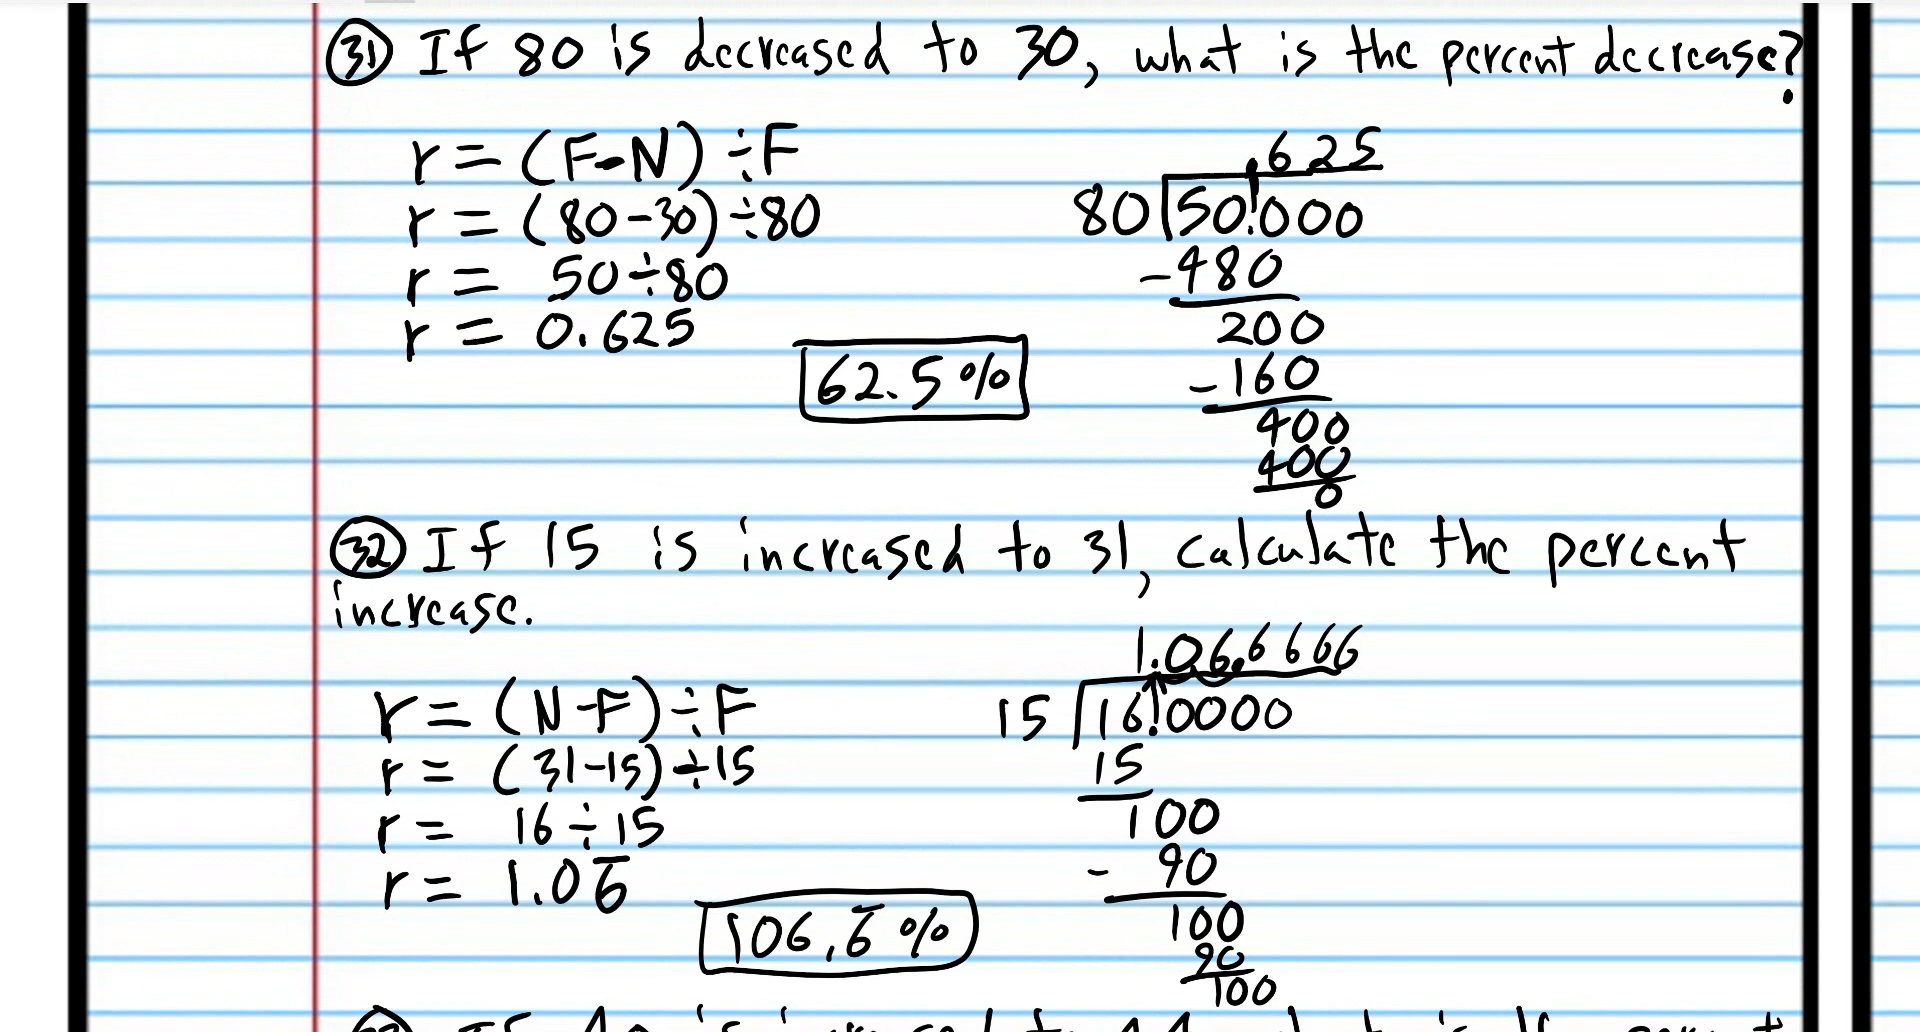 31 If 80 is decreased to 30, what is the percent decrease?
r = (F-N) ÷ F
r = (80-30) ÷ 80
r = 50 ÷ 80
r = 0.625
62.5%
.625
80 50.000
-480
200
-160
400
400
0
32 If 15 is increased to 31, calculate the percent
increase.
r = (N-F) ÷ F
r = (31-15) ÷ 15
r = 16 ÷ 15
r = 1.06̅
106.6̅%
1.06.6666
15 16.0000
15
100
- 90
100
90
100